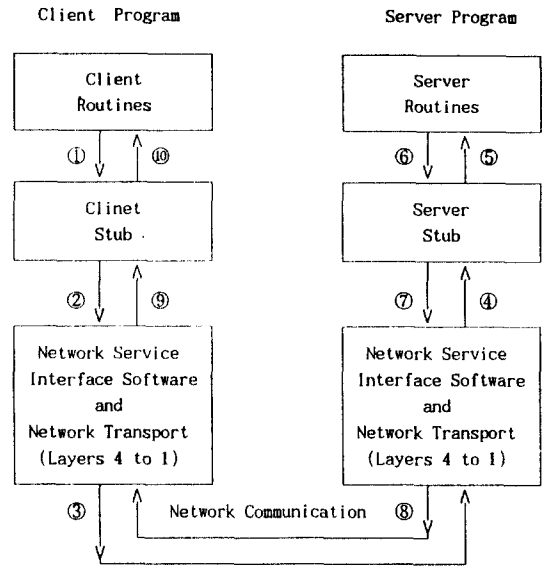 Client Program
Server Program
Client
Routines
Server
Routines
① ⑩
⑥ ⑤
Clinet
Stub
Server
Stub
② ⑨
⑦ ④
Network Service
Interface Software
and
Network Transport
(Layers 4 to 1)
Network Service
Interface Software
and
Network Transport
(Layers 4 to 1)
③ Network Communication ⑧